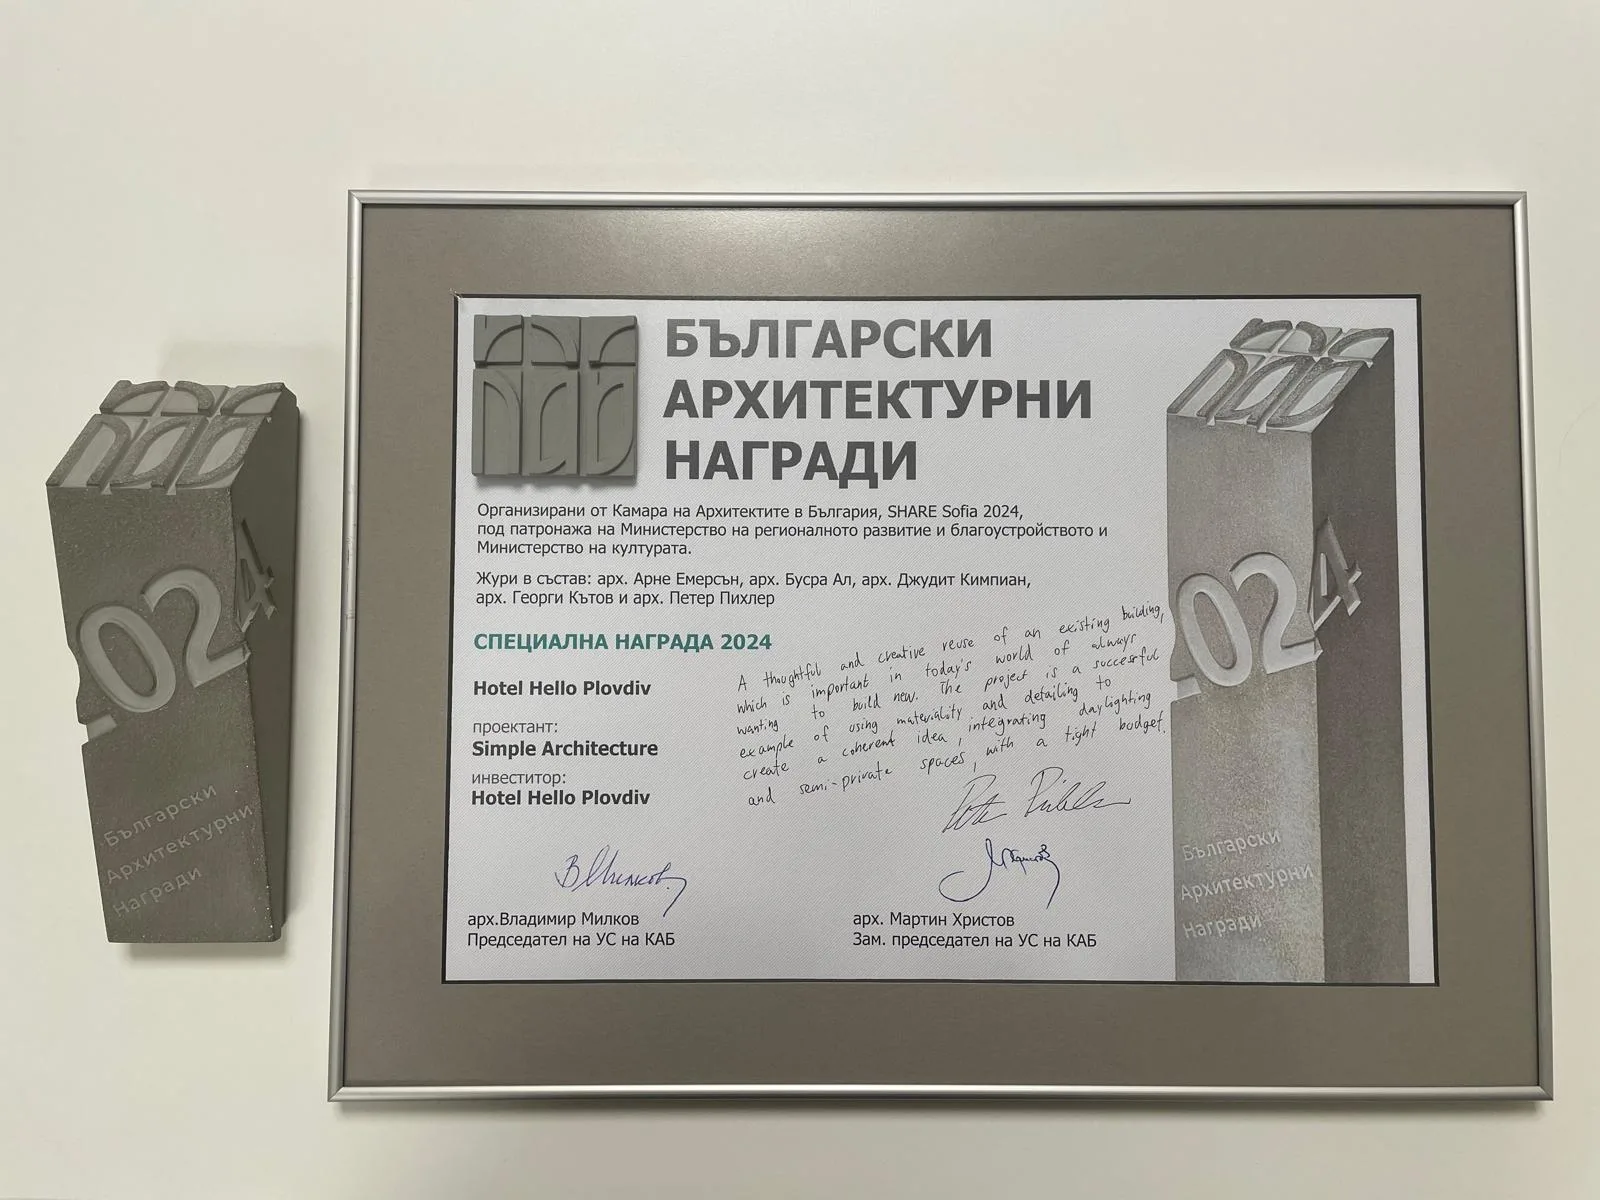 024
Български
Архитектурни
Награди
БЪЛГАРСКИ
АРХИТЕКТУРНИ
НАГРАДИ
Организирани от Камара на Архитектите в България, SHARE Sofia 2024,
под патронажа на Министерство на регионалното развитие и благоустройството и
Министерство на културата.
Жури в състав: арх. Арне Емерсън, арх. Бусра Ал, арх. Джудит Кимпиан,
арх. Георги Кътов и арх. Петер Пихлер
СПЕЦИАЛНА НАГРАДА 2024
Hotel Hello Plovdiv
проектант:
Simple Architecture
инвеститор:
Hotel Hello Plovdiv
A thoughtful and creative reuse of an existing building,
which is important in today's world of always
wanting to build new. The project is a successful
example of using materiality and detailing to
create a coherent idea, integrating daylighting
and semi-private spaces, with a tight budget.
В Милков
арх.Владимир Милков
Председател на УС на КАБ
арх. Мартин Христов
Зам. председател на УС на КАБ
024
Български
Архитектурни
Награди